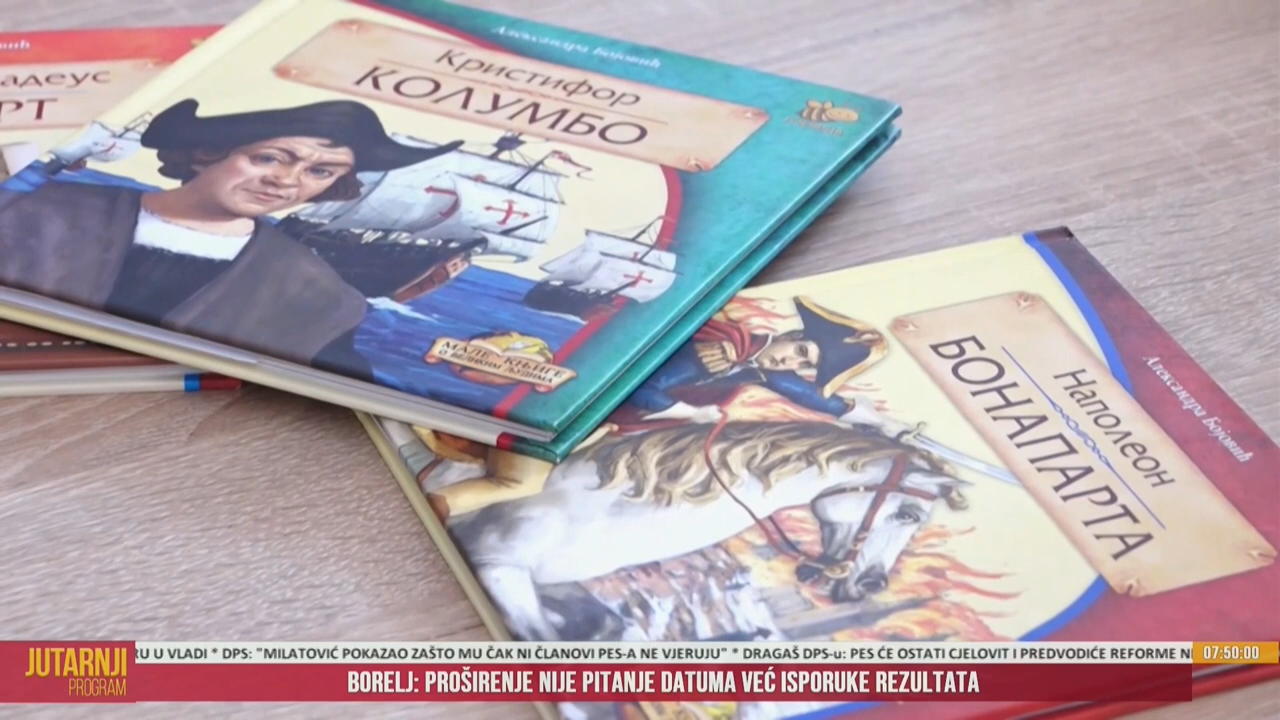 адеус
РТ
Александра Бојовић
Кристифор
КОЛУМБО
МАЛЕ КЊИГЕ
О ВЕЛИКИМ ЉУДИМА
Александра Бојовић
Наполеон
БОНАПАРТА
JUTARNJI
PROGRAM
RU U VLADI * DPS: "MILATOVIĆ POKAZAO ZAŠTO MU ČAK NI ČLANOVI PES-A NE VJERUJU" * DRAGAŠ DPS-u: PES ĆE OSTATI CJELOVIT I PREDVODIĆE REFORME NI
07:50:00
BORELJ: PROŠIRENJE NIJE PITANJE DATUMA VEĆ ISPORUKE REZULTATA